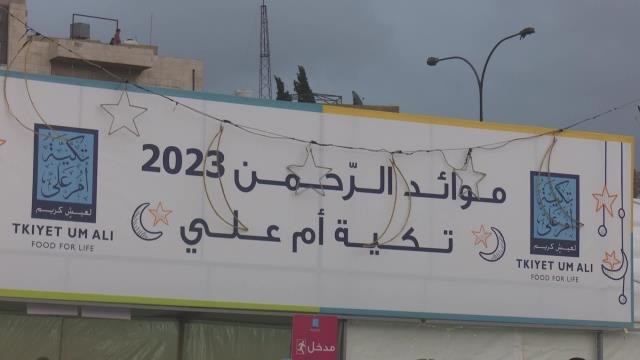 موائد الرّحمن 2023
تكية أم علي
تكية
أم علي
لعيش كريم
TKIYET UM ALI
FOOD FOR LIFE
تكية
أم علي
لعيش كريم
TKIYET UM ALI
FOOD FOR LIFE
مدخل